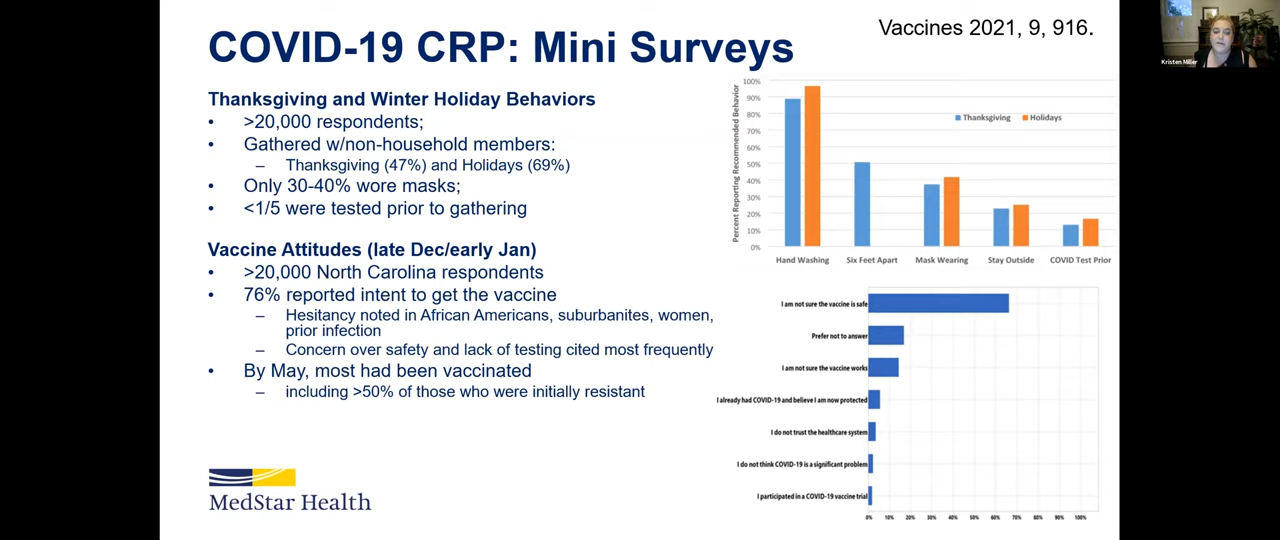 Vaccines 2021, 9, 916.
COVID-19 CRP: Mini Surveys
Kristen Miller
Thanksgiving and Winter Holiday Behaviors
• >20,000 respondents;
• Gathered w/non-household members:
– Thanksgiving (47%) and Holidays (69%)
• Only 30-40% wore masks;
• <1/5 were tested prior to gathering
Vaccine Attitudes (late Dec/early Jan)
• >20,000 North Carolina respondents
• 76% reported intent to get the vaccine
– Hesitancy noted in African Americans, suburbanites, women,
prior infection
– Concern over safety and lack of testing cited most frequently
• By May, most had been vaccinated
– including >50% of those who were initially resistant
MedStar Health
Percent Reporting Recommended Behavior
100%
90%
80%
70%
60%
50%
40%
30%
20%
10%
0%
Thanksgiving Holidays
Hand Washing Six Feet Apart Mask Wearing Stay Outside COVID Test Prior
I am not sure the vaccine is safe
Prefer not to answer
I am not sure the vaccine works
I already had COVID-19 and believe I am now protected
I do not trust the healthcare system
I do not think COVID-19 is a significant problem
I participated in a COVID-19 vaccine trial
0% 10% 20% 30% 40% 50% 60% 70% 80% 90% 100%